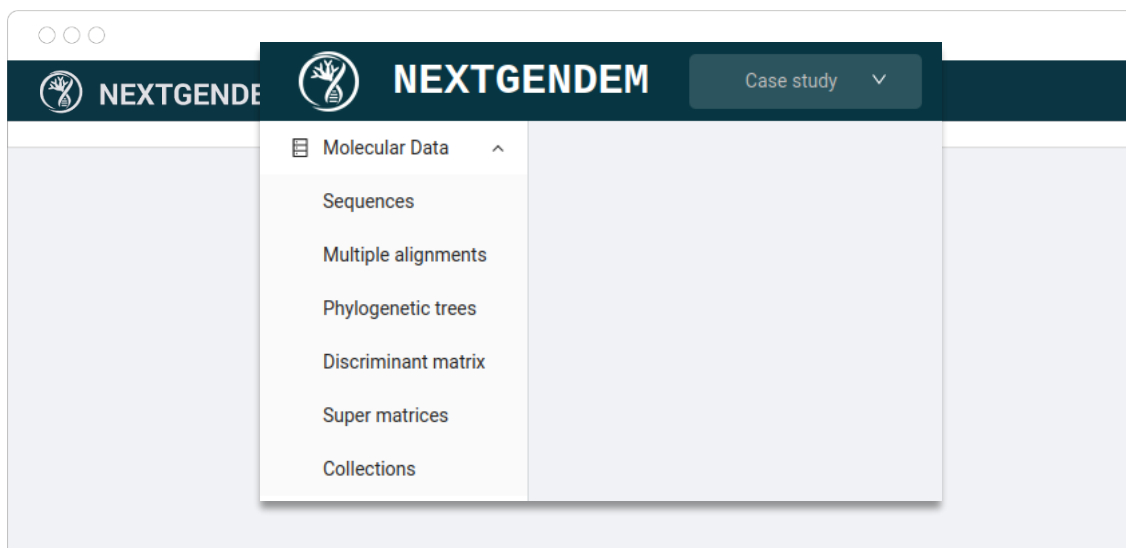 NEXTGENDE
NEXTGENDEM
Case study
Molecular Data
Sequences
Multiple alignments
Phylogenetic trees
Discriminant matrix
Super matrices
Collections